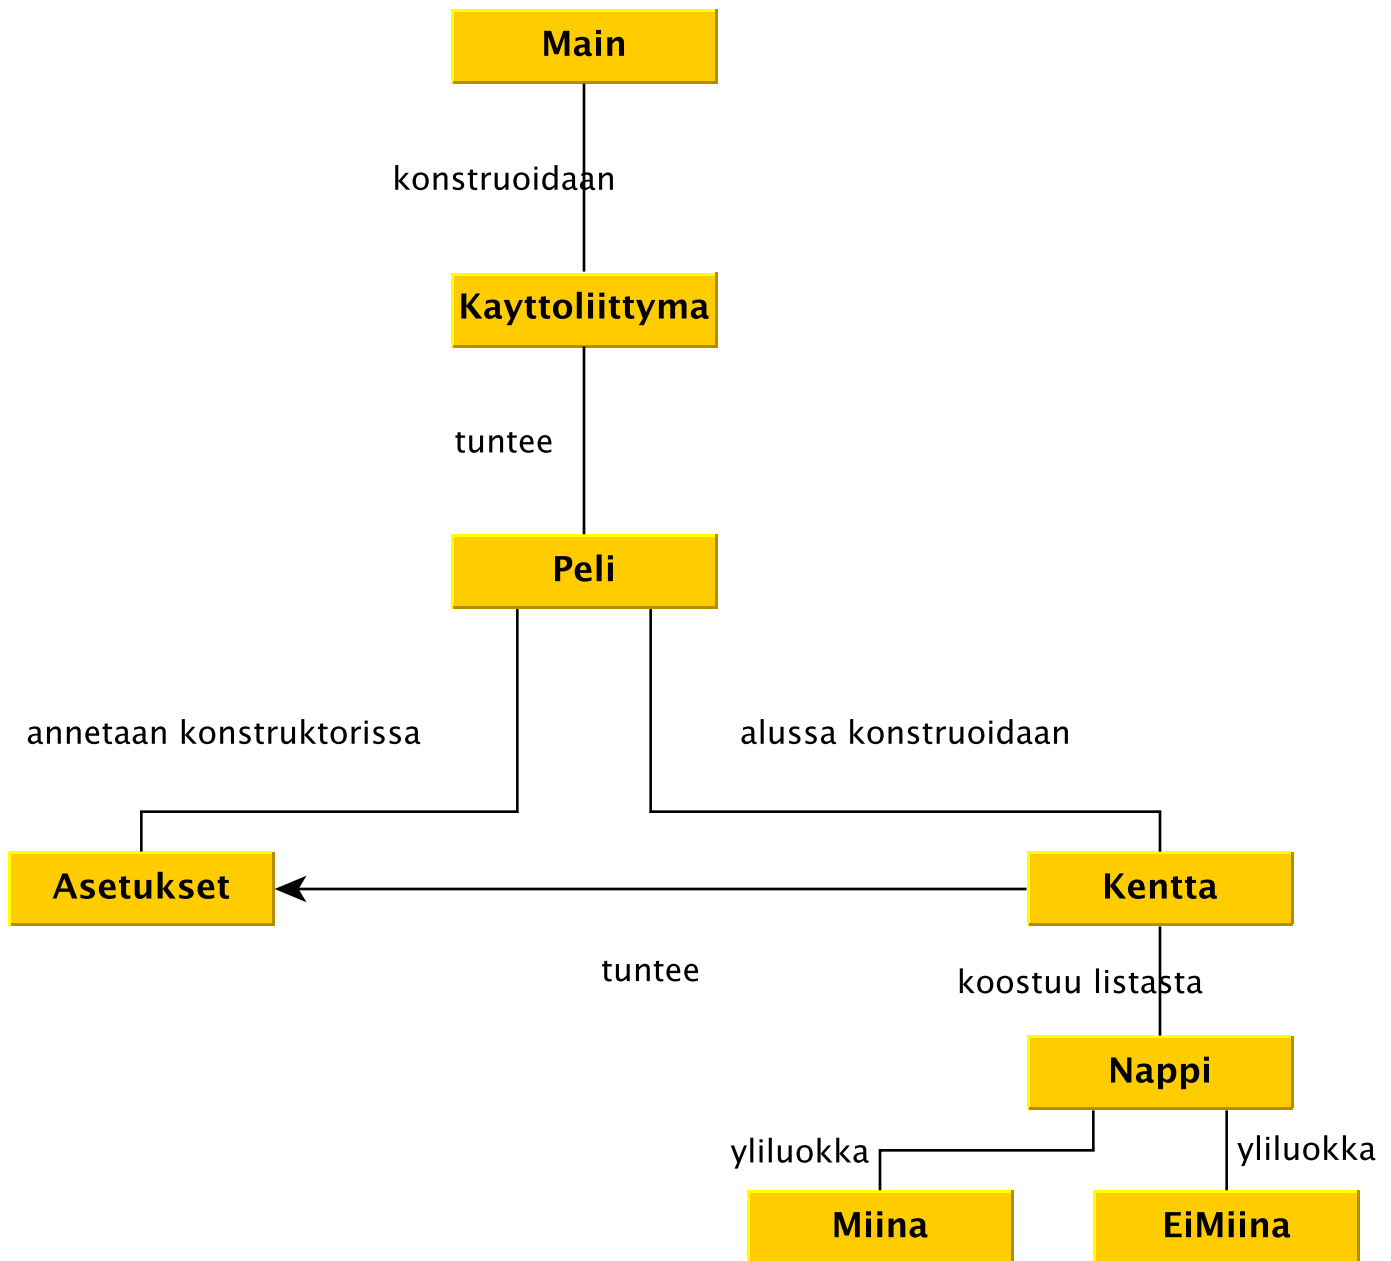 Main
konstruoidaan
Kayttoliittyma
tuntee
Peli
annetaan konstruktorissa
alussa konstruoidaan
Asetukset
Kentta
tuntee
koostuu listasta
Nappi
yliluokka
yliluokka
Miina
EiMiina